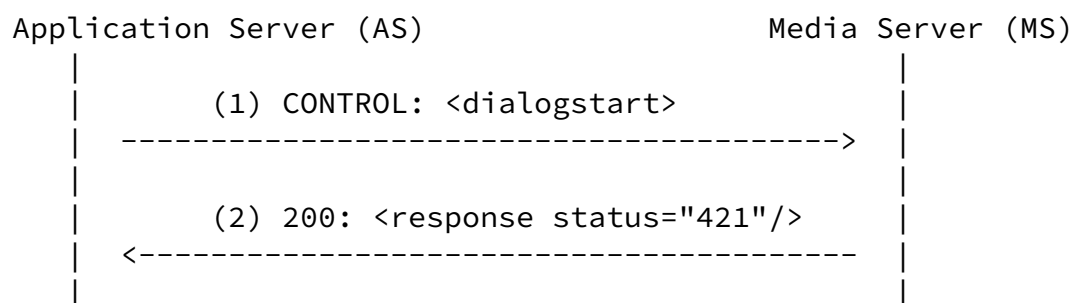 Application Server (AS) Media Server (MS)
(1) CONTROL: <dialogstart>
(2) 200: <response status="421"/>